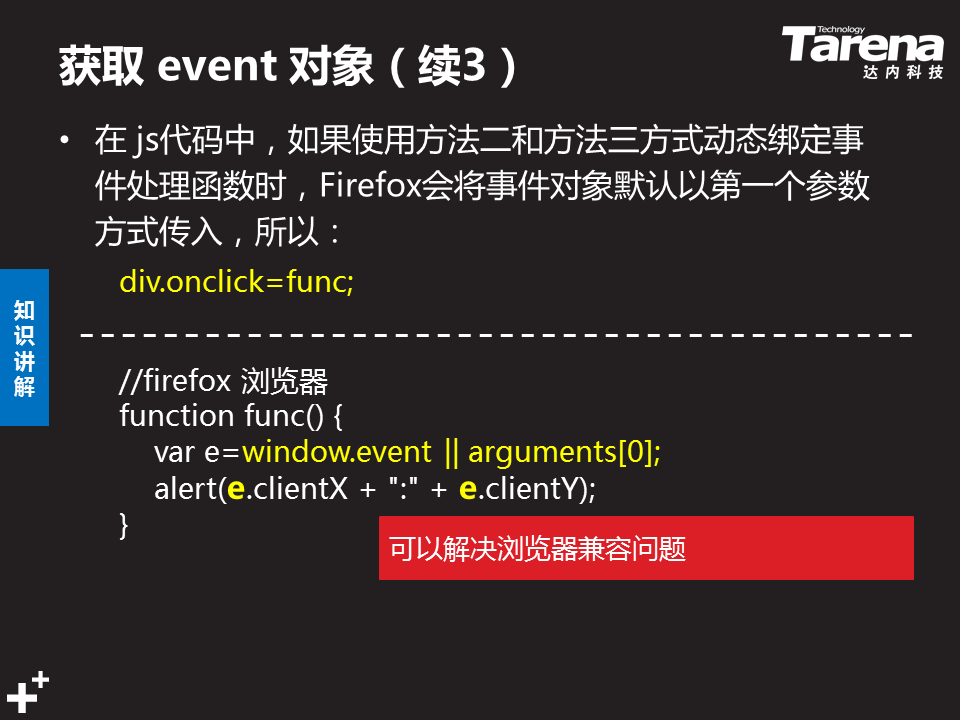 获取 event 对象（续3）
Technology
Tarena
达内科技
• 在 js代码中，如果使用方法二和方法三方式动态绑定事
件处理函数时，Firefox会将事件对象默认以第一个参数
方式传入，所以：
div.onclick=func;
知识讲解
//firefox 浏览器
function func() {
var e=window.event || arguments[0];
alert(e.clientX + ":" + e.clientY);
}
可以解决浏览器兼容问题